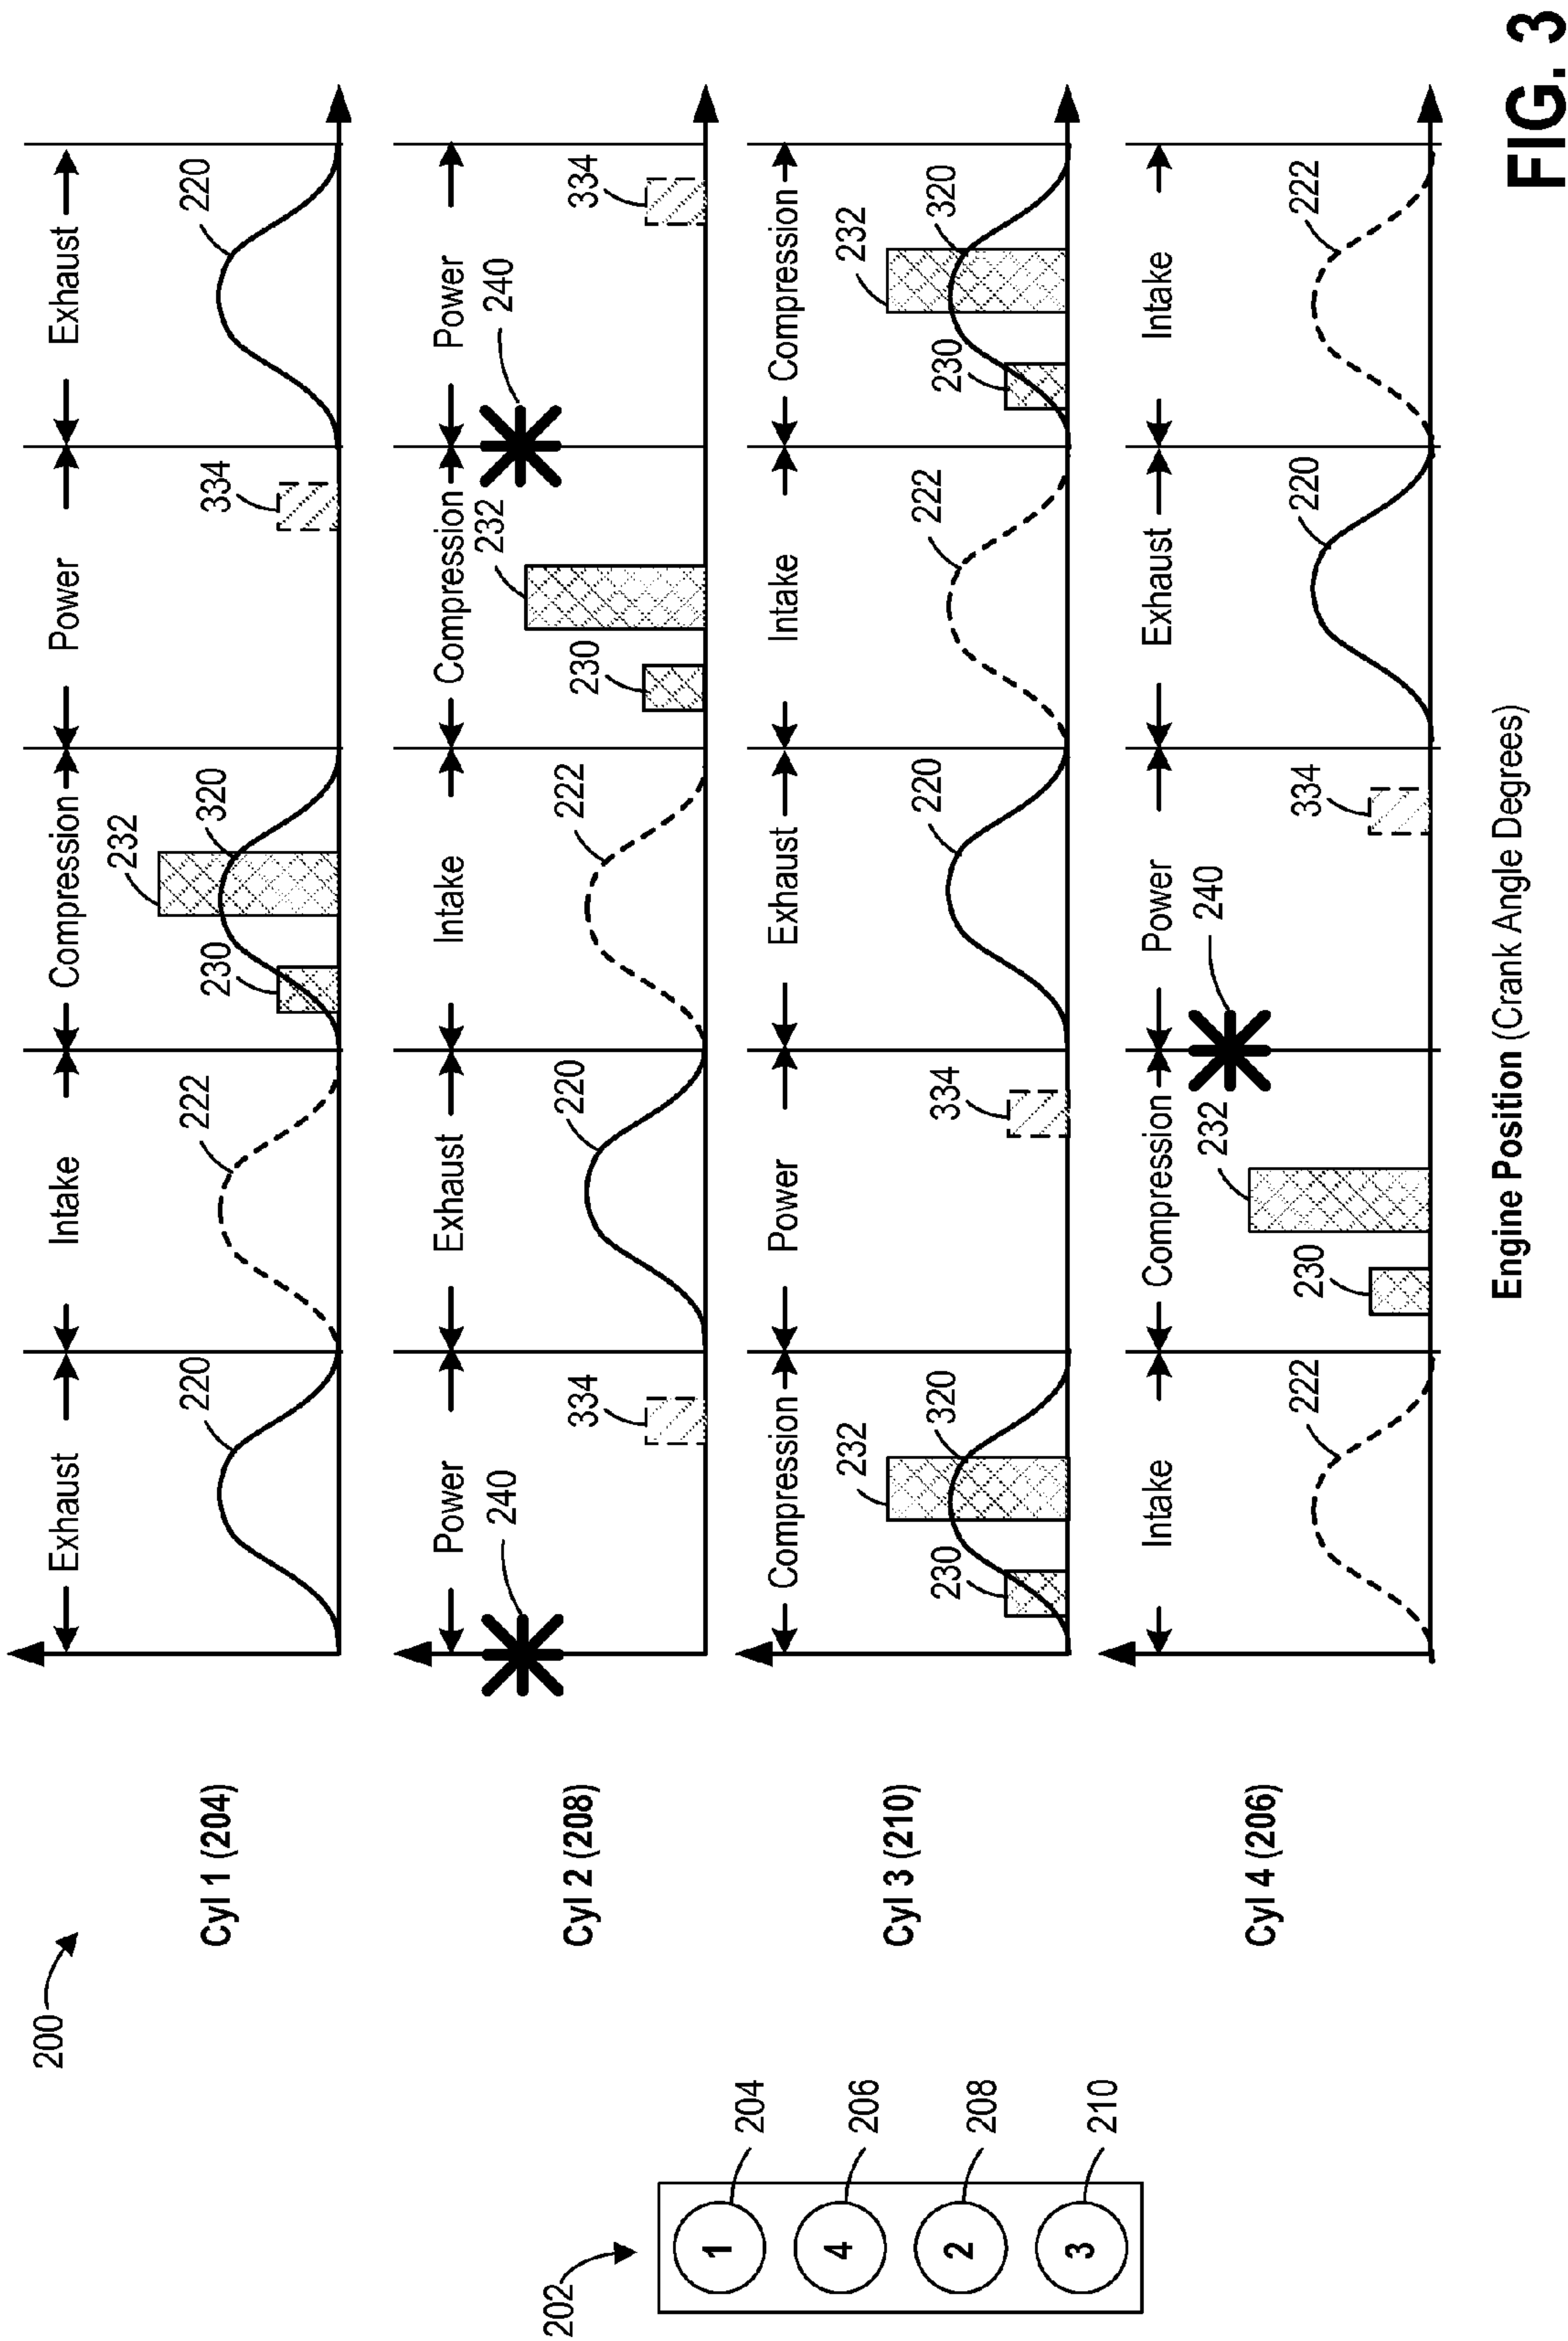 200
202
1
204
4
206
2
208
3
210
Cyl 1 (204)
Exhaust
Intake
Compression
Power
Exhaust
220
222
230
232
320
334
220
Cyl 2 (208)
Power
Exhaust
Intake
Compression
Power
240
334
220
222
230
232
240
334
Cyl 3 (210)
Compression
Power
Exhaust
Intake
Compression
230
232
320
334
220
222
230
232
320
Cyl 4 (206)
Intake
Compression
Power
Exhaust
Intake
222
230
232
240
334
220
222
Engine Position (Crank Angle Degrees)
FIG. 3